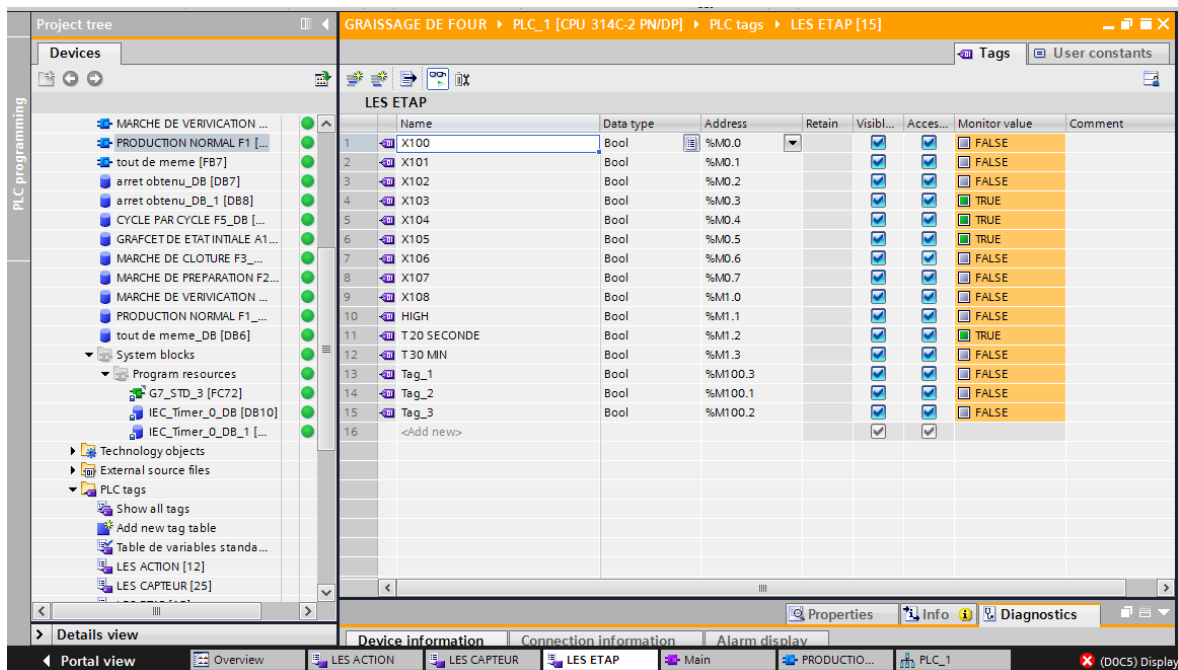 Project tree
GRAISSAGE DE FOUR PLC_1 [CPU 314C-2 PN/DP] PLC tags LES ETAP [15]
Devices
Tags User constants
PLC programming
LES ETAP
MARCHE DE VERIVICATION ...
PRODUCTION NORMAL F1 [...
tout de meme [FB7]
arret obtenu_DB [DB7]
arret obtenu_DB_1 [DB8]
CYCLE PAR CYCLE F5_DB [...
GRAFCET DE ETAT INTIALE A1...
MARCHE DE CLOTURE F3_...
MARCHE DE PREPARATION F2...
MARCHE DE VERIVICATION ...
PRODUCTION NORMAL F1_...
tout de meme_DB [DB6]
System blocks
Program resources
G7_STD_3 [FC72]
IEC_Timer_0_DB [DB10]
IEC_Timer_0_DB_1 [...
Technology objects
External source files
PLC tags
Show all tags
Add new tag table
Table de variables standa...
LES ACTION [12]
LES CAPTEUR [25]
Name Data type Address Retain Visibl... Acces... Monitor value Comment
1 X100 Bool %M0.0 FALSE
2 X101 Bool %M0.1 FALSE
3 X102 Bool %M0.2 FALSE
4 X103 Bool %M0.3 TRUE
5 X104 Bool %M0.4 TRUE
6 X105 Bool %M0.5 TRUE
7 X106 Bool %M0.6 FALSE
8 X107 Bool %M0.7 FALSE
9 X108 Bool %M1.0 FALSE
10 HIGH Bool %M1.1 FALSE
11 T 20 SECONDE Bool %M1.2 TRUE
12 T 30 MIN Bool %M1.3 FALSE
13 Tag_1 Bool %M100.3 FALSE
14 Tag_2 Bool %M100.1 FALSE
15 Tag_3 Bool %M100.2 FALSE
16 <Add new>
Properties Info Diagnostics
Details view
Device information Connection information Alarm display
Portal view Overview LES ACTION LES CAPTEUR LES ETAP Main PRODUCTIO... PLC_1 (D0C5) Display